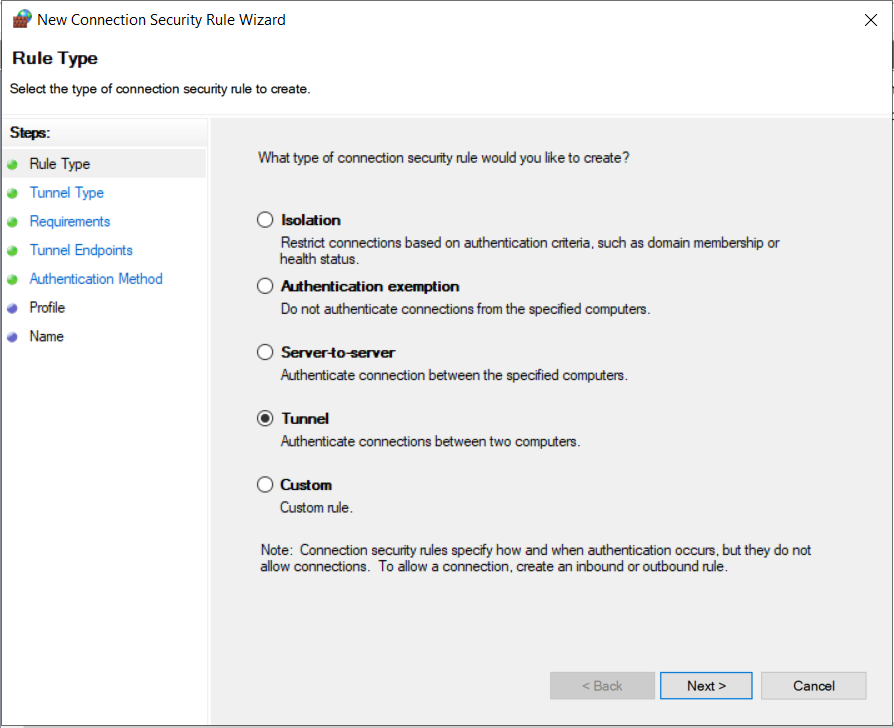 New Connection Security Rule Wizard
Rule Type
Select the type of connection security rule to create.
Steps:
Rule Type
Tunnel Type
Requirements
Tunnel Endpoints
Authentication Method
Profile
Name
What type of connection security rule would you like to create?
Isolation
Restrict connections based on authentication criteria, such as domain membership or
health status.
Authentication exemption
Do not authenticate connections from the specified computers.
Server-to-server
Authenticate connection between the specified computers.
Tunnel
Authenticate connections between two computers.
Custom
Custom rule.
Note: Connection security rules specify how and when authentication occurs, but they do not
allow connections. To allow a connection, create an inbound or outbound rule.
< Back
Next >
Cancel